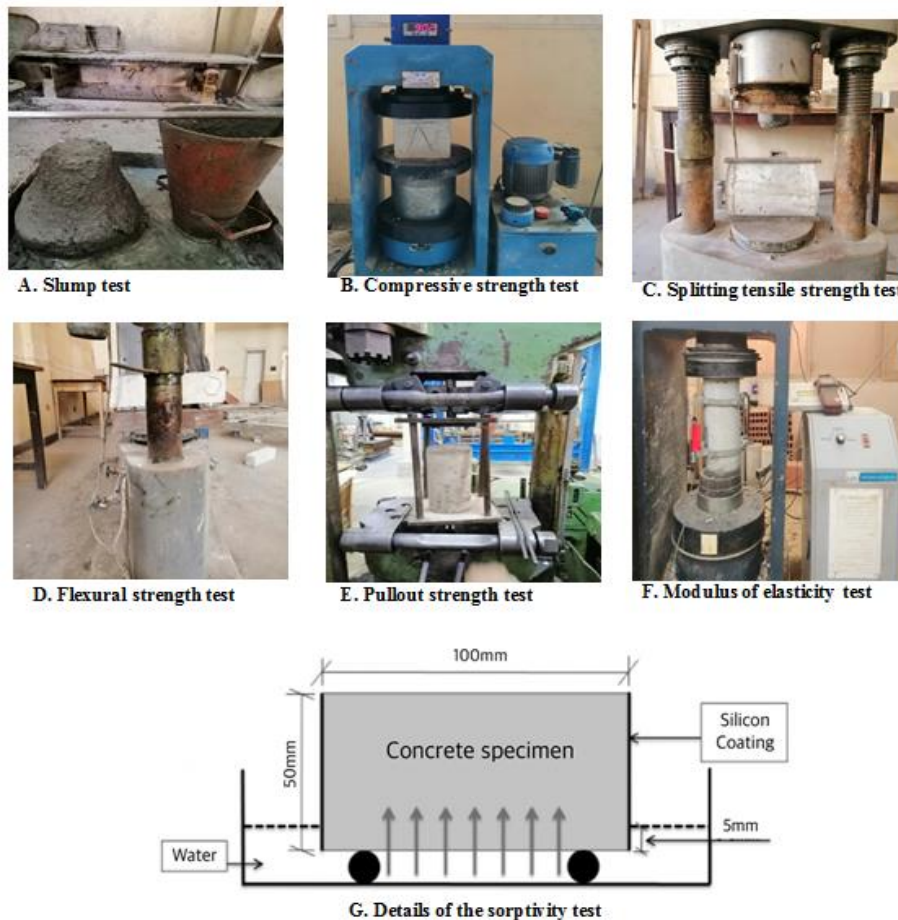 A. Slump test
B. Compressive strength test
C. Splitting tensile strength test
D. Flexural strength test
E. Pullout strength test
F. Modulus of elasticity test
100mm
50mm
Concrete specimen
Silicon
Coating
5mm
Water
G. Details of the sorptivity test